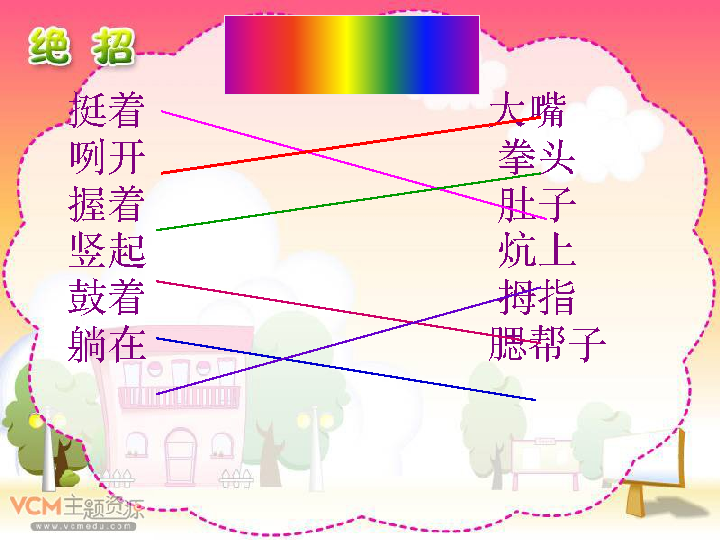 绝招
挺着 大嘴
咧开 拳头
握着 肚子
竖起 炕上
鼓着 拇指
躺在 腮帮子
VCM主题资源
www.vcmedu.com